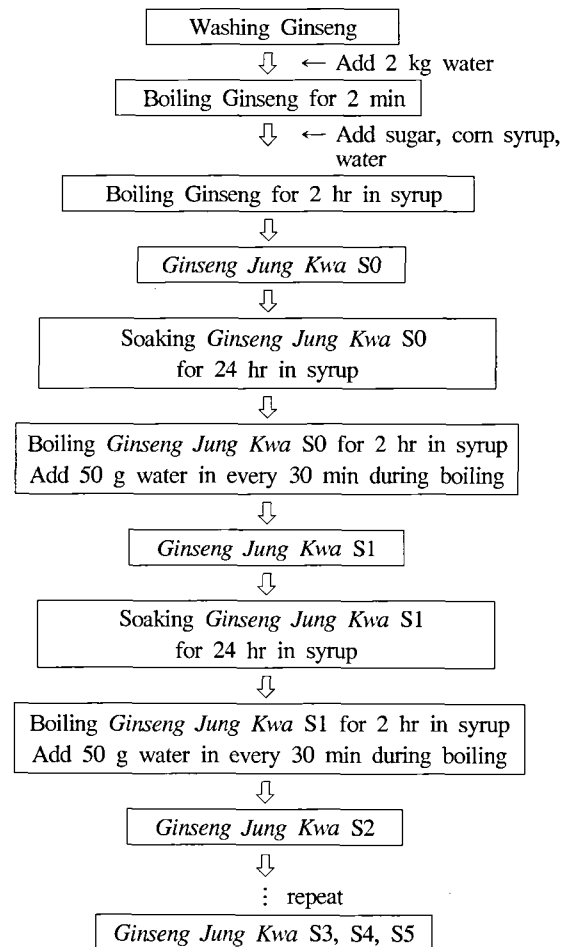 Washing Ginseng
⇩ ← Add 2 kg water
Boiling Ginseng for 2 min
⇩ ← Add sugar, corn syrup,
water
Boiling Ginseng for 2 hr in syrup
⇩
Ginseng Jung Kwa S0
⇩
Soaking Ginseng Jung Kwa S0
for 24 hr in syrup
⇩
Boiling Ginseng Jung Kwa S0 for 2 hr in syrup
Add 50 g water in every 30 min during boiling
⇩
Ginseng Jung Kwa S1
⇩
Soaking Ginseng Jung Kwa S1
for 24 hr in syrup
⇩
Boiling Ginseng Jung Kwa S1 for 2 hr in syrup
Add 50 g water in every 30 min during boiling
⇩
Ginseng Jung Kwa S2
⇩
⋮ repeat
Ginseng Jung Kwa S3, S4, S5